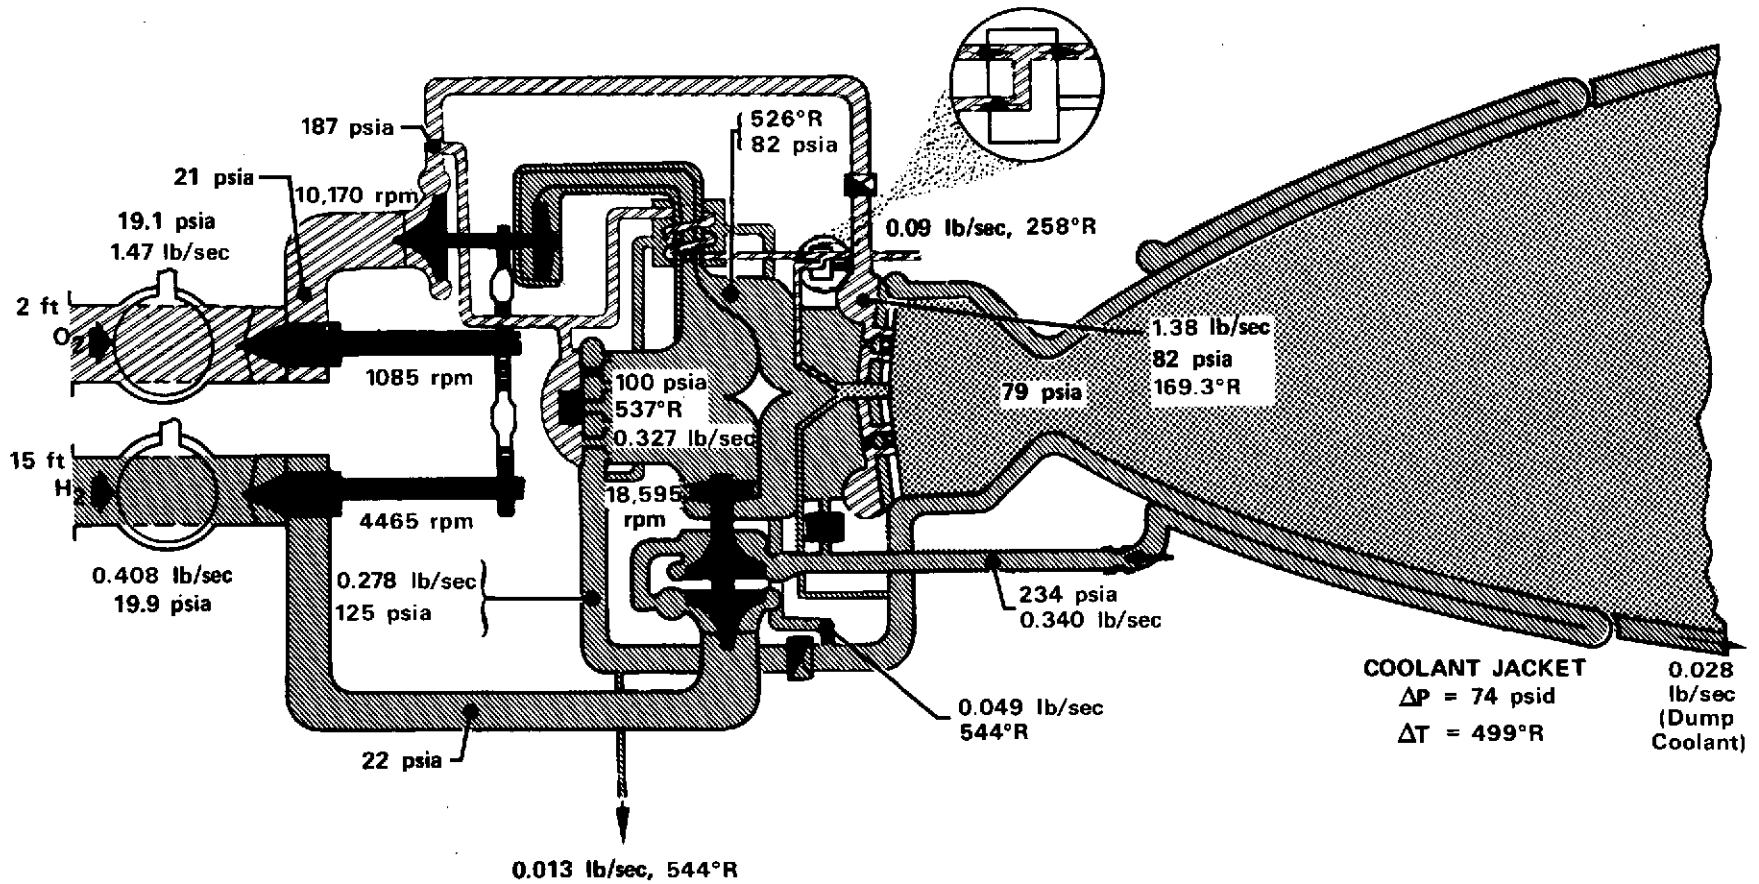 187 psia
526°R
82 psia
21 psia
10,170 rpm
19.1 psia
1.47 lb/sec
0.09 lb/sec, 258°R
2 ft
O2
1.38 lb/sec
82 psia
169.3°R
1085 rpm
100 psia
537°R
0.327 lb/sec
79 psia
15 ft
H2
18,595
rpm
4465 rpm
0.408 lb/sec
19.9 psia
0.278 lb/sec
125 psia
234 psia
0.340 lb/sec
COOLANT JACKET
ΔP = 74 psid
ΔT = 499°R
0.028
lb/sec
(Dump
Coolant)
0.049 lb/sec
544°R
22 psia
0.013 lb/sec, 544°R